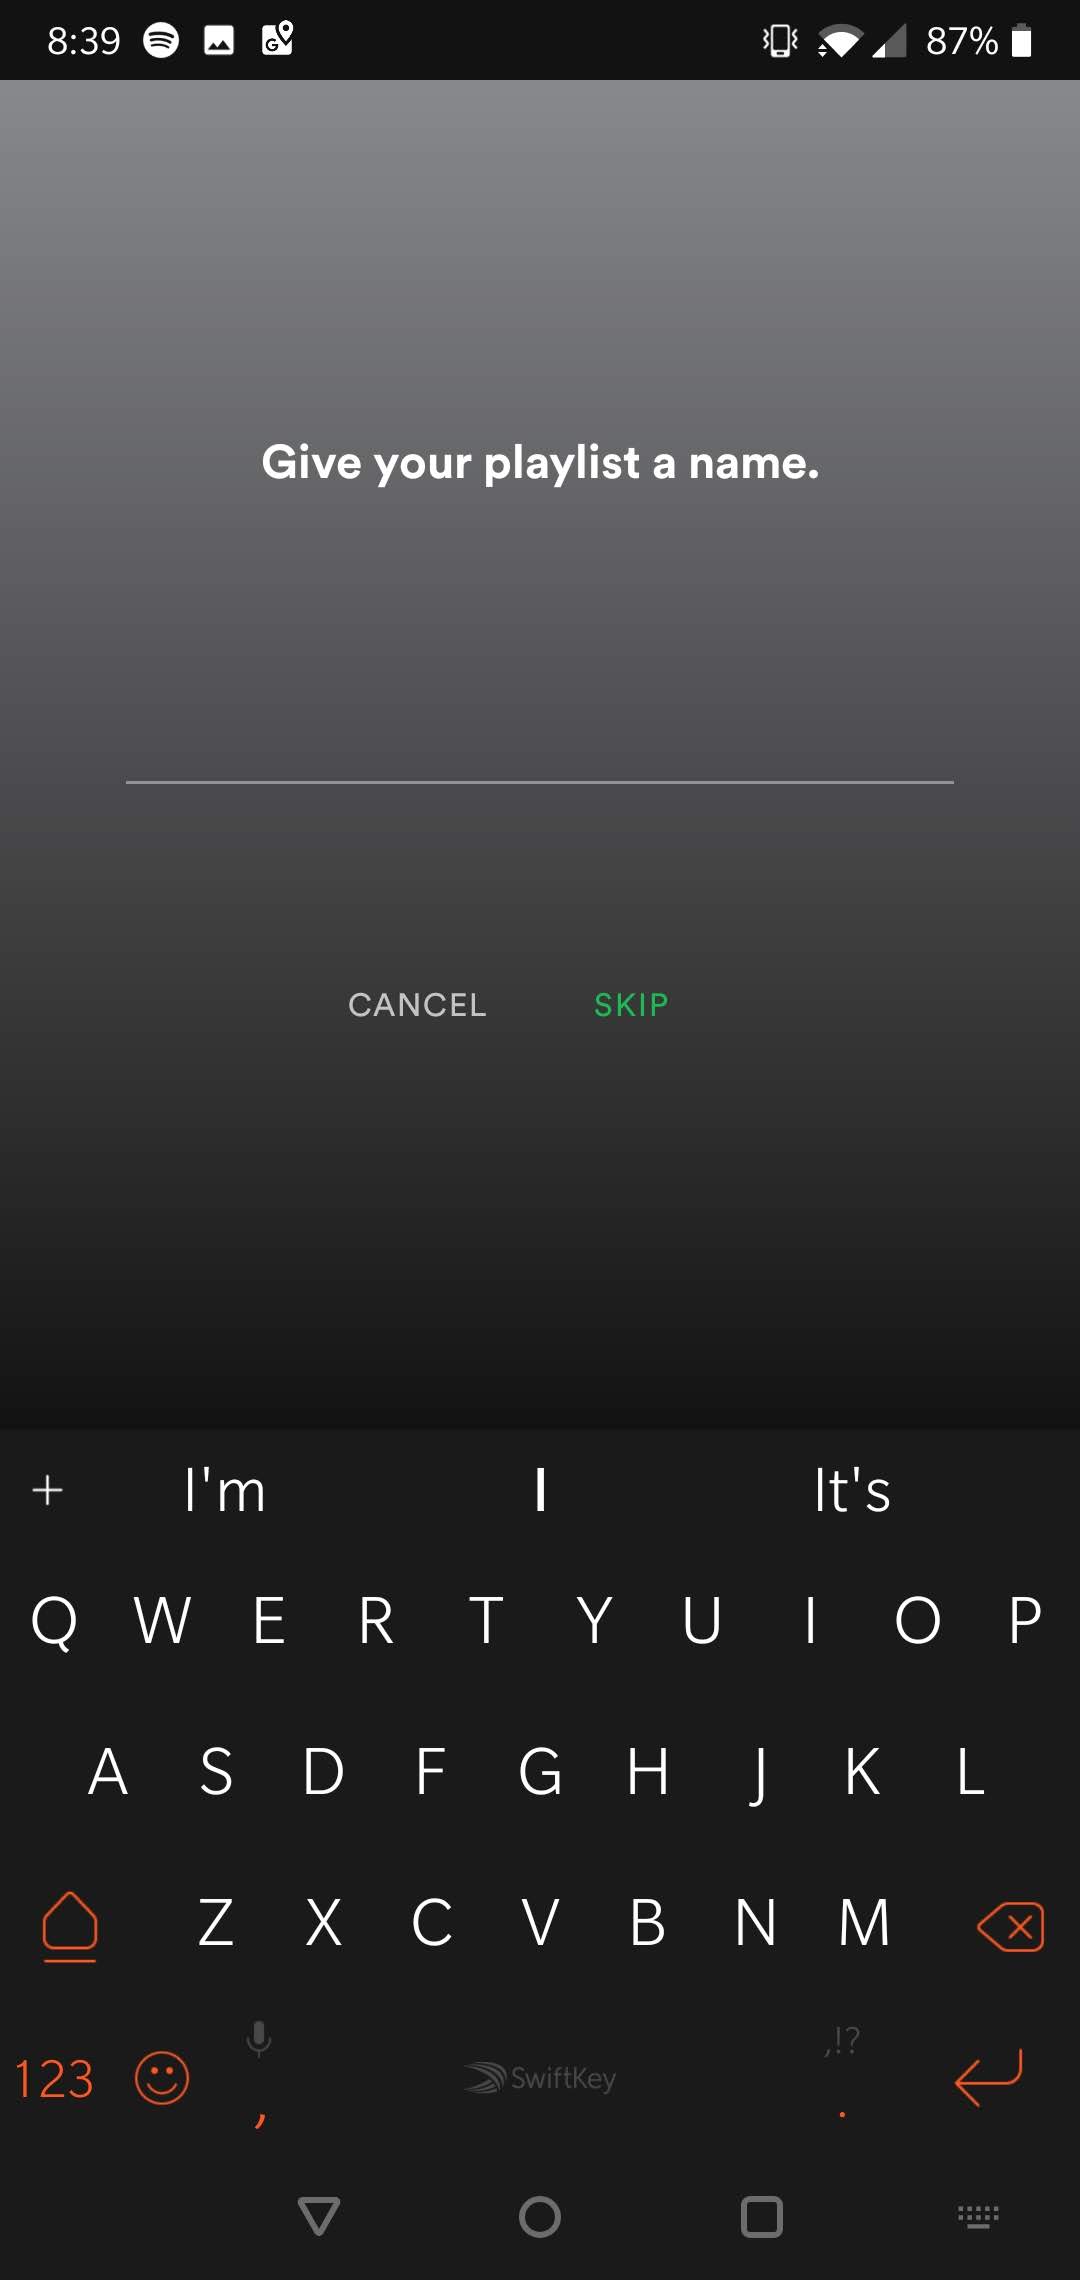 8:39 87%
Give your playlist a name.
CANCEL SKIP
I'm I It's
Q W E R T Y U I O P
A S D F G H J K L
Z X C V B N M
,!?
123 , SwiftKey .